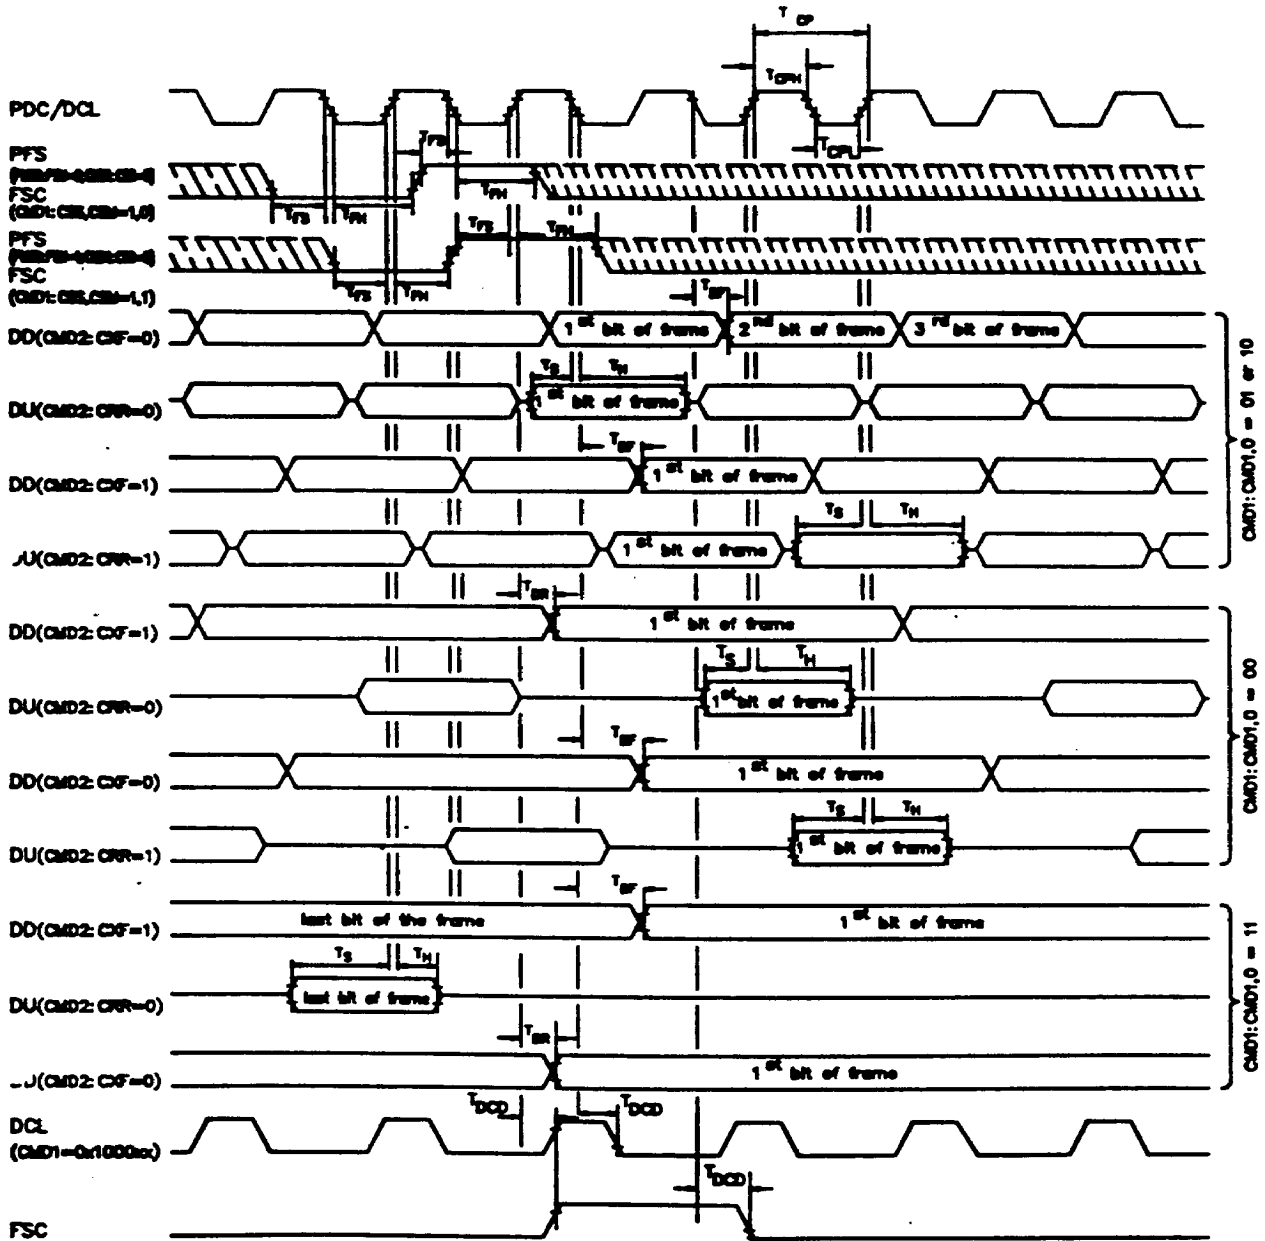 T CP
T CPH
PDC/DCL
T CPL
PFS
T FS
FSC
T FH
(CMD1: CSS,CSM=1,0)
T FS T FH
PFS
T FS T FH
FSC
T FS T FH
(CMD1: CSS,CSM=1,1)
T BF
DD(CMD2: CXF=0) 1 st bit of frame 2 nd bit of frame 3 rd bit of frame
T S T H
DU(CMD2: CRR=0) 1 st bit of frame
T BF
DD(CMD2: CXF=1) 1 st bit of frame
T S T H
U(CMD2: CRR=1) 1 st bit of frame
CMD1: CMD1,0 = 01 or 10
T BR
DD(CMD2: CXF=1) 1 st bit of frame
T S T H
DU(CMD2: CRR=0) 1 st bit of frame
T BF
DD(CMD2: CXF=0) 1 st bit of frame
T S T H
DU(CMD2: CRR=1) 1 st bit of frame
CMD1: CMD1,0 = 00
T BF
DD(CMD2: CXF=1) last bit of the frame 1 st bit of frame
T S T H
DU(CMD2: CRR=0) last bit of frame
T BR
(CMD2: CXF=0) 1 st bit of frame
CMD1: CMD1,0 = 11
T DCD T DCD
DCL
(CMD1=0x1000xx)
T DCD
FSC